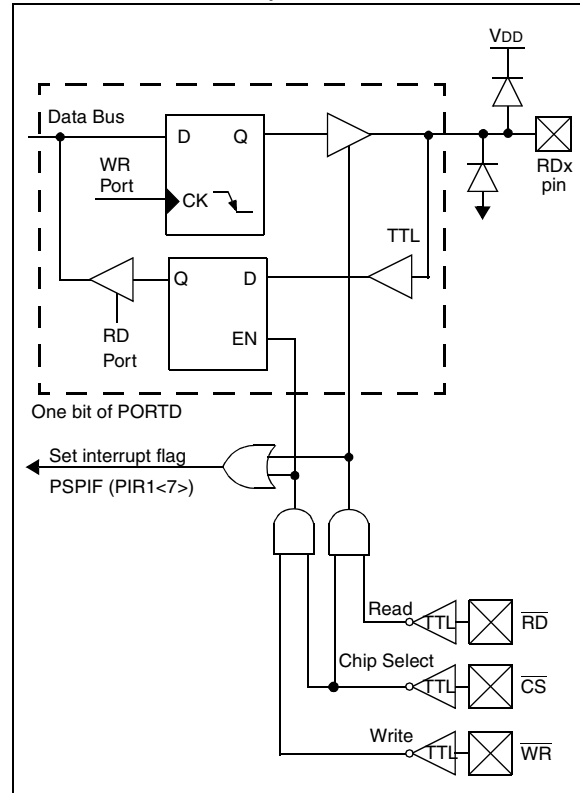 VDD
Data Bus
D Q
WR
Port
CK
RDx
pin
TTL
Q D
EN
RD
Port
One bit of PORTD
Set interrupt flag
PSPIF (PIR1<7>)
Read
TTL
RD
Chip Select
TTL
CS
Write
TTL
WR